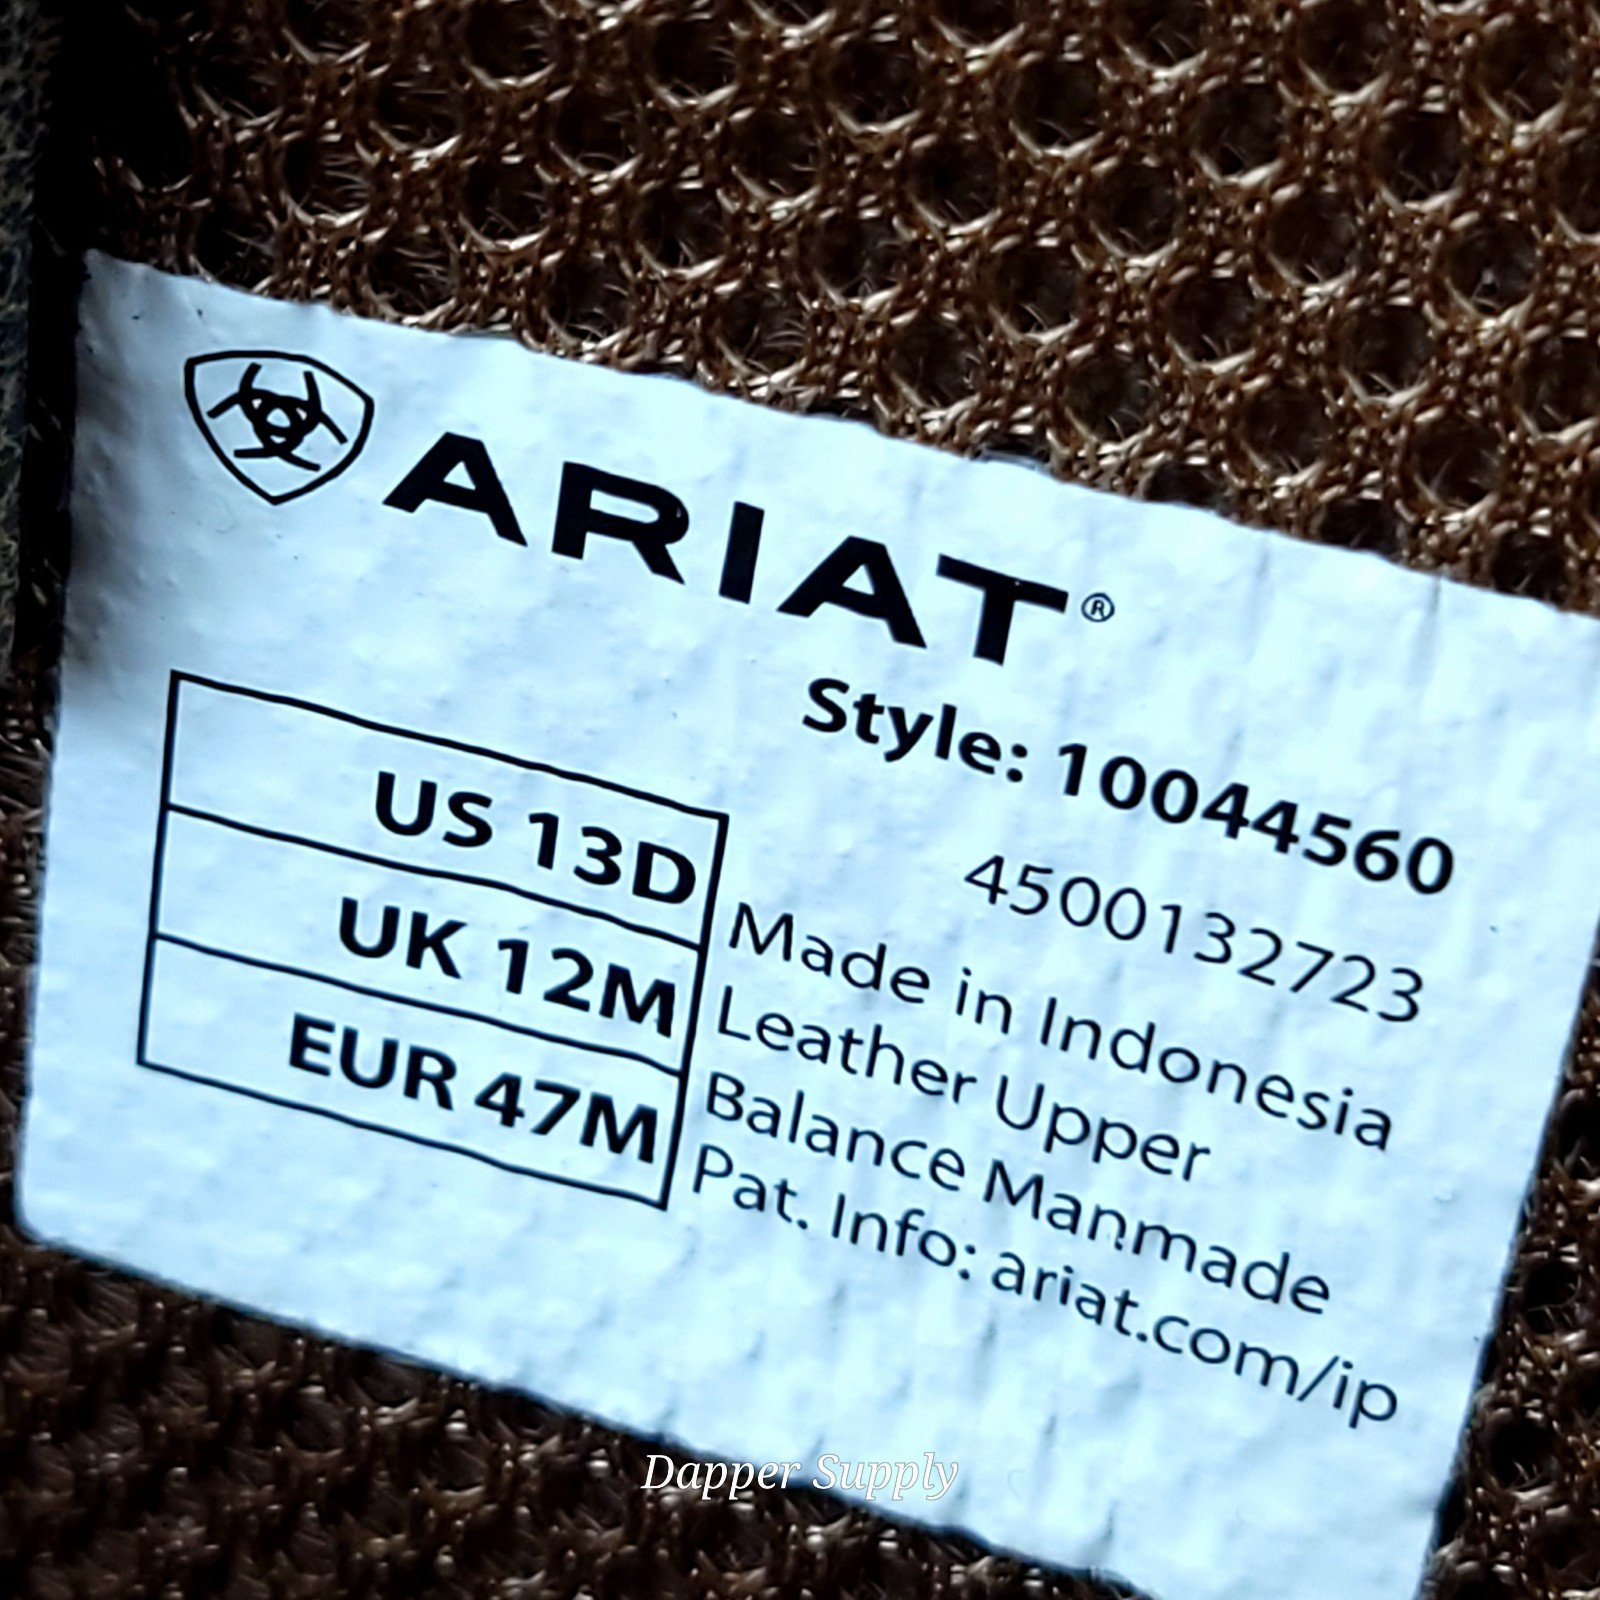 ARIAT®
Style: 10044560
4500132723
US 13D
UK 12M
EUR 47M
Made in Indonesia
Leather Upper
Balance Manmade
Pat. Info: ariat.com/ip
Dapper Supply